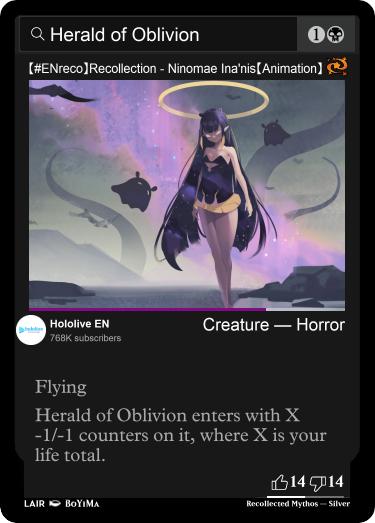 Herald of Oblivion 1
【#ENreco】Recollection - Ninomae Ina'nis【Animation】
Hololive EN
768K subscribers
Creature — Horror
Flying
Herald of Oblivion enters with X
-1/-1 counters on it, where X is your
life total.
14 14
LAIR BoYiMa
Recollected Mythos — Silver